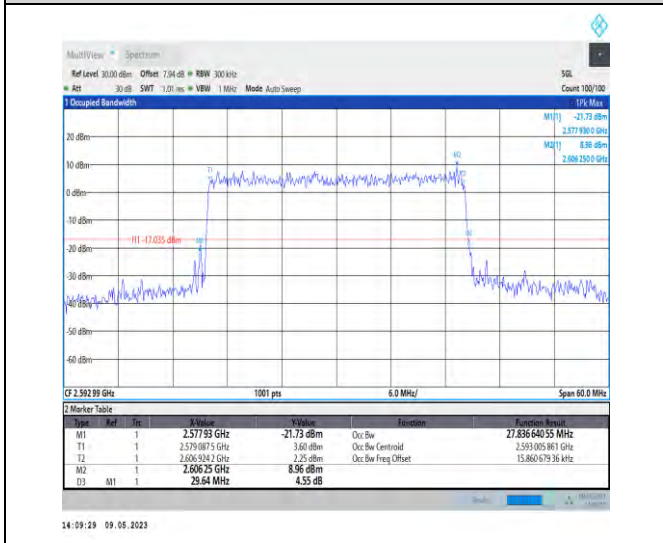 MultiView Spectrum
Ref Level 30.00 dBm Offset 7.94 dB RBW 300 kHz SGL
Att 30 dB SWT 1.01 ms VBW 1 MHz Mode Auto Sweep Count 100/100
1 Occupied Bandwidth 1Pk Max
M1[1] -21.73 dBm
2.577 930 0 GHz
M2[1] 8.96 dBm
2.606 250 0 GHz
20 dBm
10 dBm
0 dBm
-10 dBm
-20 dBm
-30 dBm
-40 dBm
-50 dBm
-60 dBm
T1
M2
H1 -17.035 dBm
CF 2.592 99 GHz 1001 pts 6.0 MHz/ Span 60.0 MHz
2 Marker Table
Type Ref Trc X-Value Y-Value Function Function Result
M1 1 2.577 93 GHz -21.73 dBm Occ Bw 27.836 640 55 MHz
T1 1 2.579 087 5 GHz 3.60 dBm Occ Bw Centroid 2.593 005 861 GHz
T2 1 2.606 924 2 GHz 2.25 dBm Occ Bw Freq Offset 15.860 679 36 kHz
M2 1 2.606 25 GHz 8.96 dBm
D3 M1 1 29.64 MHz 4.55 dB
14:09:29 09.05.2023